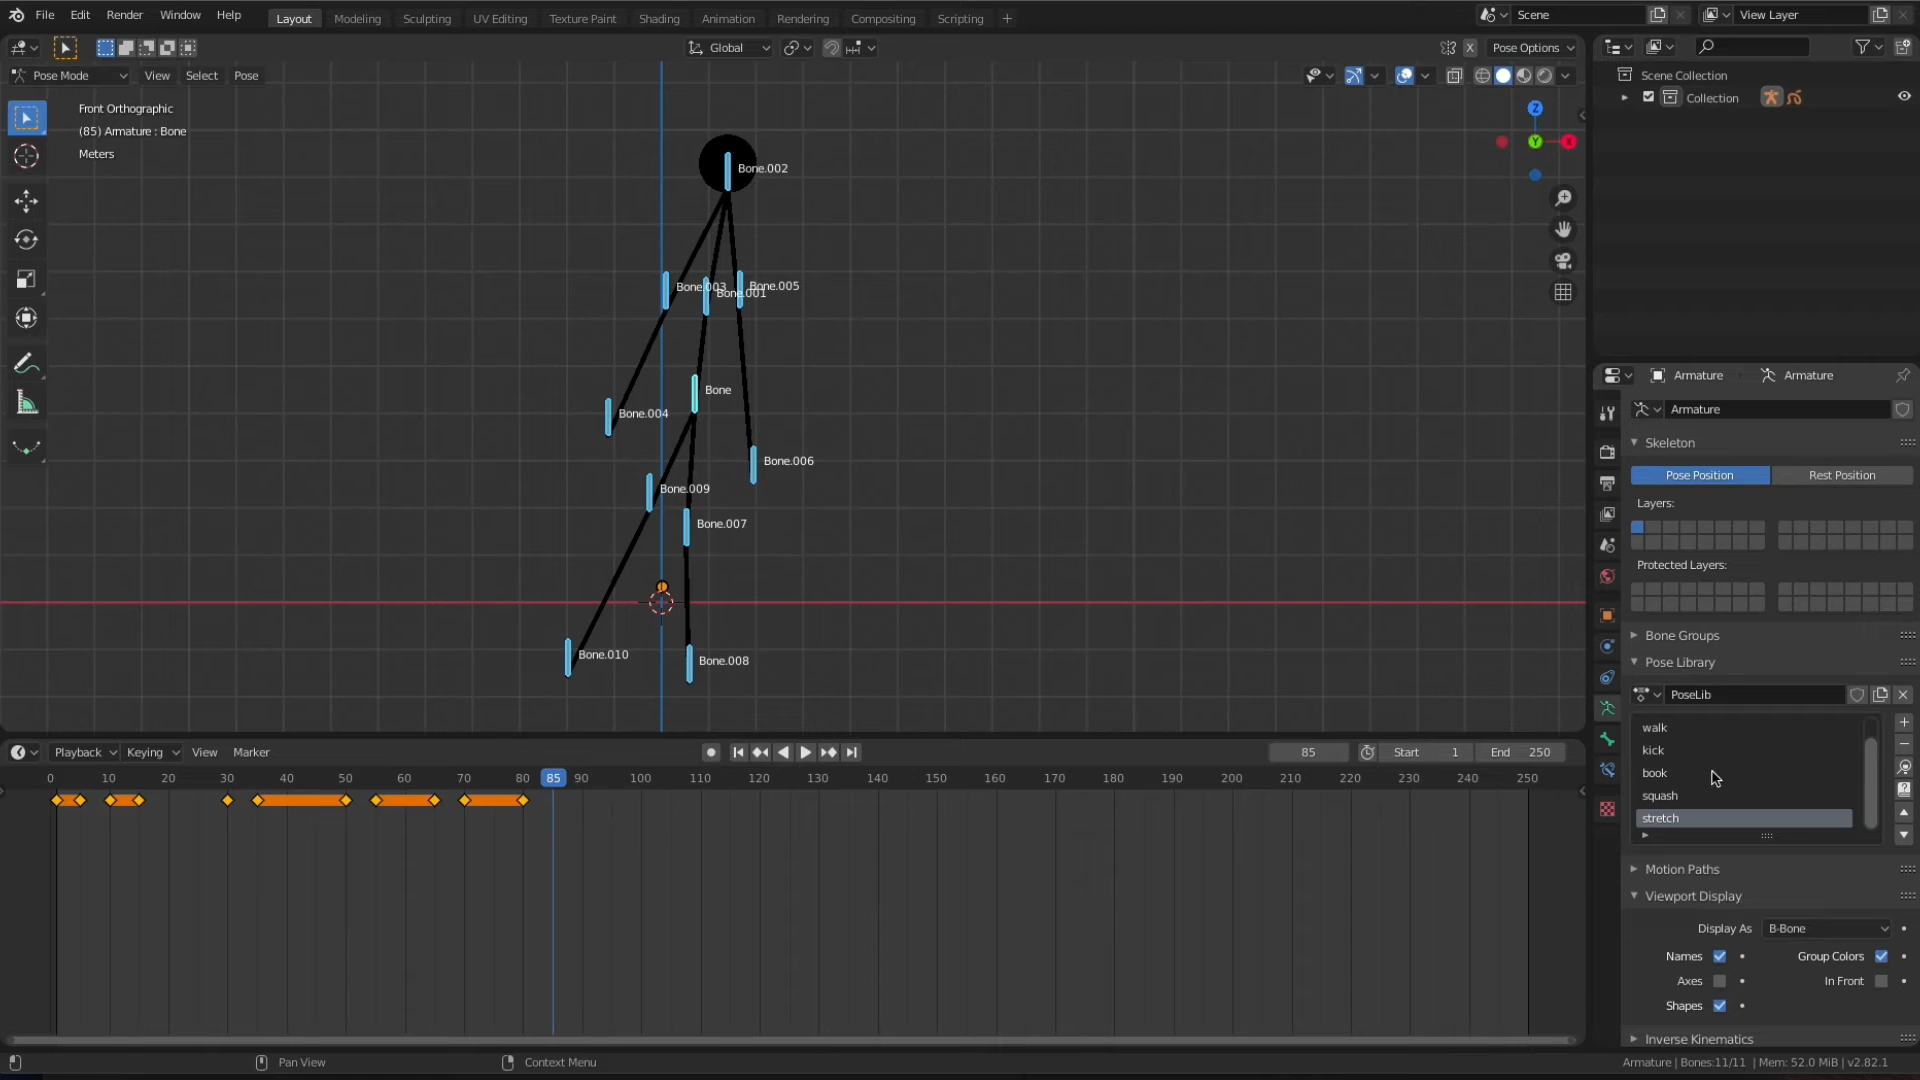 File Edit Render Window Help Layout Modeling Sculpting UV Editing Texture Paint Shading Animation Rendering Compositing Scripting + Scene View Layer
Global X Pose Options
Pose Mode View Select Pose
Front Orthographic
(85) Armature : Bone
Meters
Z
Y
X
Bone.002
Bone.003
Bone.001
Bone.005
Bone
Bone.004
Bone.006
Bone.009
Bone.007
Bone.010
Bone.008
Scene Collection
Collection
Armature Armature
Armature
Skeleton
Pose Position Rest Position
Layers:
Protected Layers:
Bone Groups
Pose Library
PoseLib
walk
kick
book
squash
stretch
Motion Paths
Viewport Display
Display As B-Bone
Names Group Colors
Axes In Front
Shapes
Inverse Kinematics
Playback Keying View Marker 85 Start 1 End 250
0 10 20 30 40 50 60 70 80 85 90 100 110 120 130 140 150 160 170 180 190 200 210 220 230 240 250
Pan View Context Menu Armature | Bones:11/11 | Mem: 52.0 MiB | v2.82.1